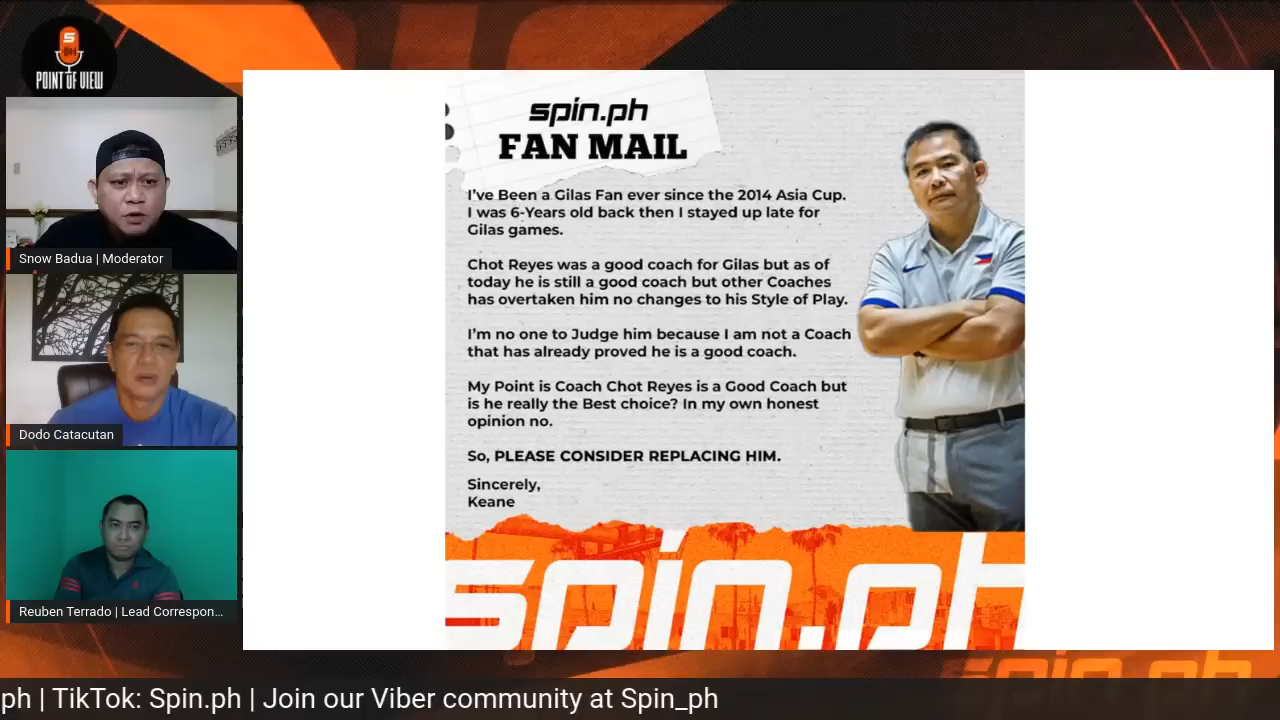 S
POINT OF VIEW
Snow Badua | Moderator
Dodo Catacutan
Reuben Terrado | Lead Correspon...
spin.ph
FAN MAIL
I've Been a Gilas Fan ever since the 2014 Asia Cup.
I was 6-Years old back then I stayed up late for
Gilas games.
Chot Reyes was a good coach for Gilas but as of
today he is still a good coach but other Coaches
has overtaken him no changes to his Style of Play.
I'm no one to Judge him because I am not a Coach
that has already proved he is a good coach.
My Point is Coach Chot Reyes is a Good Coach but
is he really the Best choice? In my own honest
opinion no.
So, PLEASE CONSIDER REPLACING HIM.
Sincerely,
Keane
spin.ph
spin.ph
ph | TikTok: Spin.ph | Join our Viber community at Spin_ph